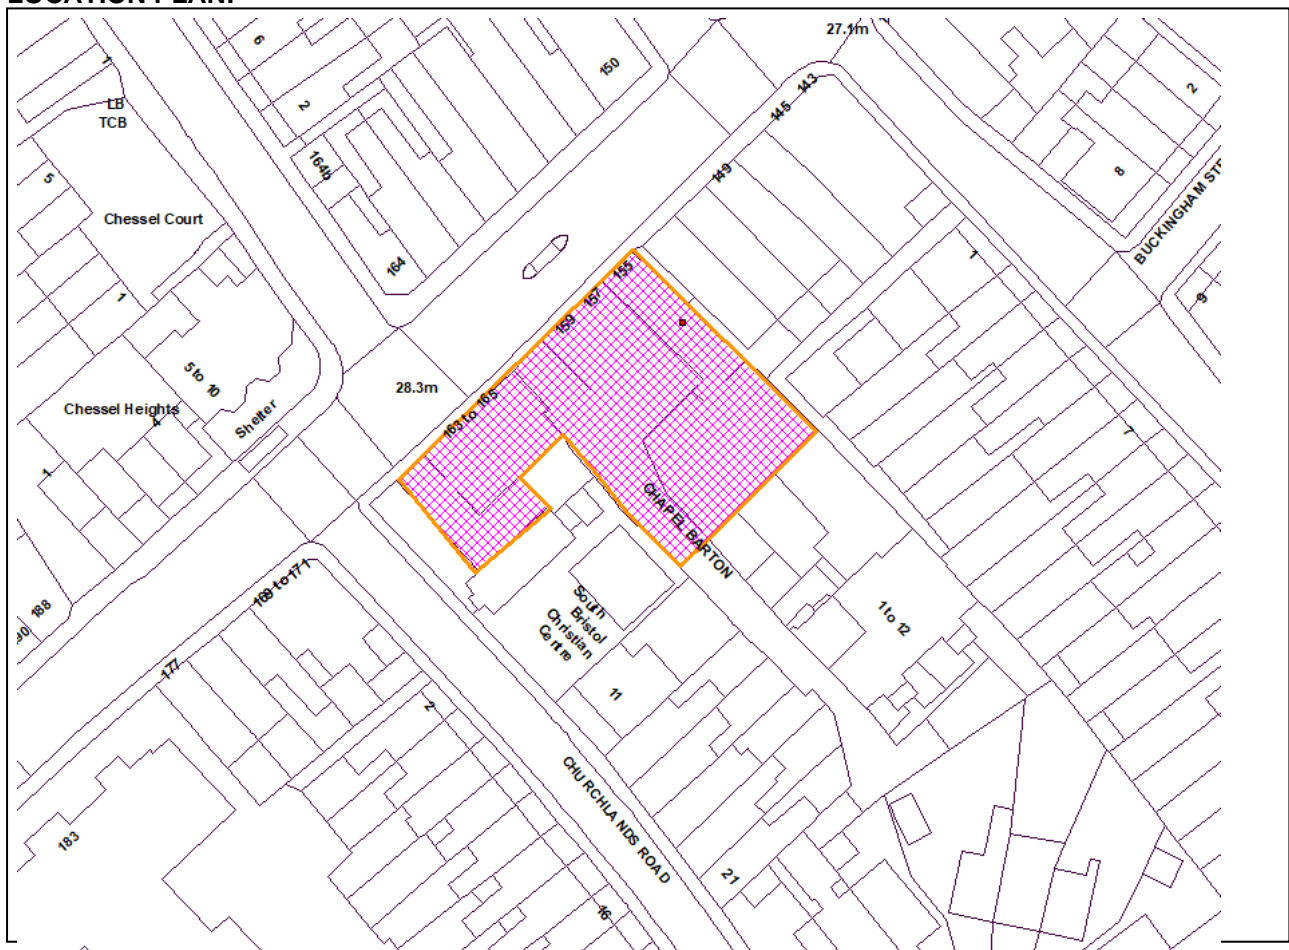 LOCATION PLAN:
27.1m
6
150
1
2
143
2
LB
TCB
145
164b
149
8
5
Chessel Court
BUCKINGHAM STR
164
1
155
157
1
9
159
5 to 10
28.3m
163 to 165
Chessel Heights
4
Shelter
7
1
CHAPEL BARTON
169 to 171
188
90
South
Bristol
Christian
Centre
1 to 12
177
11
2
CHURCHLANDS ROAD
183
21
16